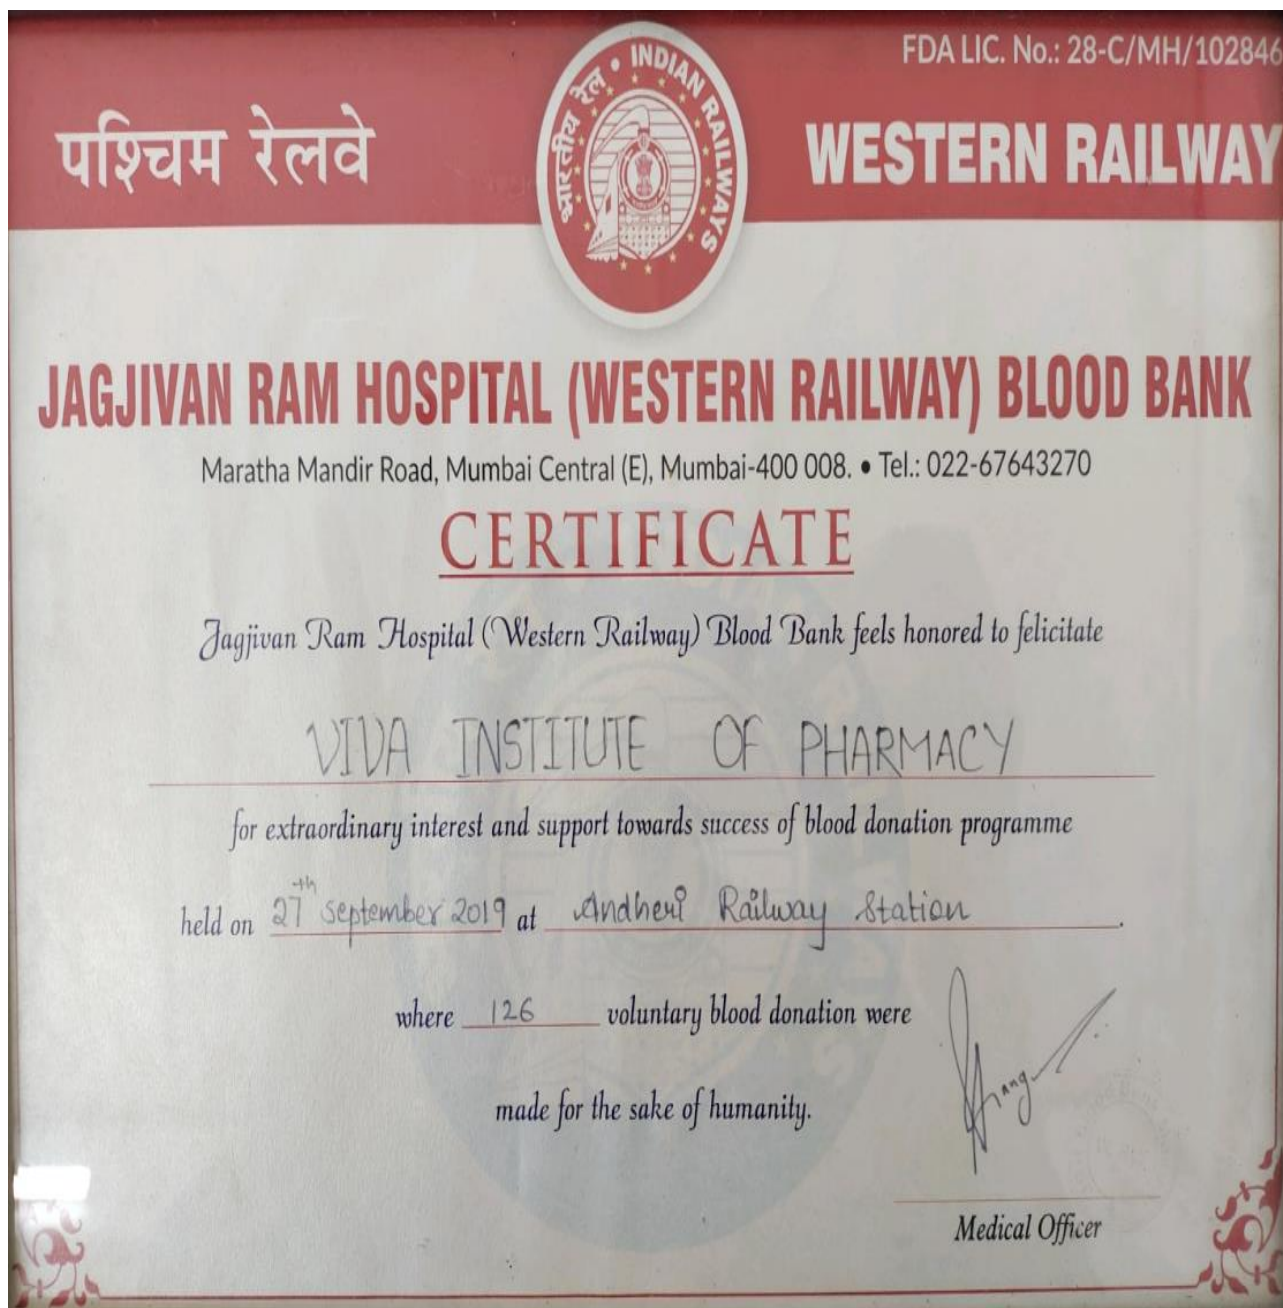 FDA LIC. No.: 28-C/MH/102846
पश्चिम रेलवे
भारतीय रेल • INDIAN RAILWAYS
WESTERN RAILWAY
JAGJIVAN RAM HOSPITAL (WESTERN RAILWAY) BLOOD BANK
Maratha Mandir Road, Mumbai Central (E), Mumbai-400 008. • Tel.: 022-67643270
CERTIFICATE
Jagjivan Ram Hospital (Western Railway) Blood Bank feels honored to felicitate
VIVA INSTITUTE OF PHARMACY
for extraordinary interest and support towards success of blood donation programme
held on 27th September 2019 at Andheri Railway Station.
where 126 voluntary blood donation were
made for the sake of humanity.
Medical Officer